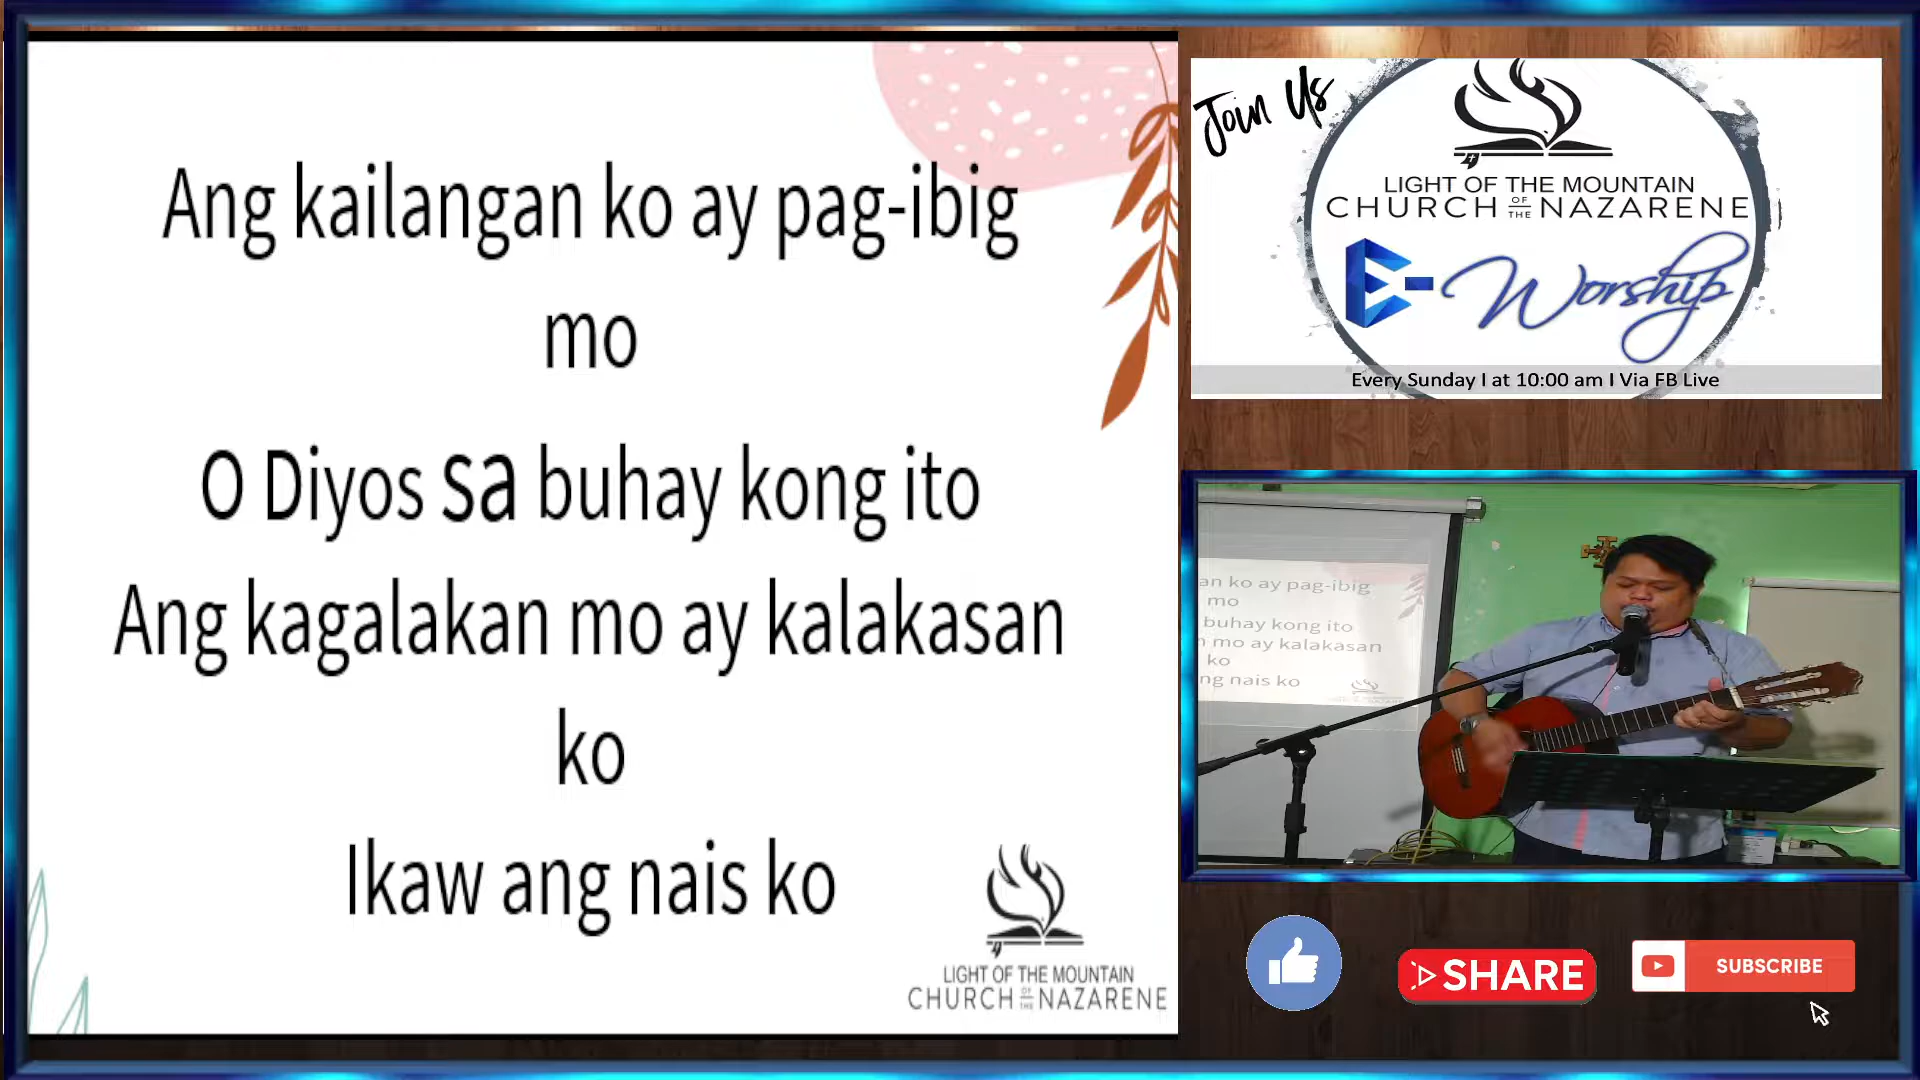 Ang kailangan ko ay pag-ibig
mo
O Diyos sa buhay kong ito
Ang kagalakan mo ay kalakasan
ko
Ikaw ang nais ko
LIGHT OF THE MOUNTAIN
CHURCH OF THE NAZARENE
Join Us
LIGHT OF THE MOUNTAIN
CHURCH OF THE NAZARENE
E-Worship
Every Sunday I at 10:00 am I Via FB Live
an ko ay pag-ibig
mo
buhay kong ito
n mo ay kalakasan
ko
ng nais ko
SHARE
SUBSCRIBE